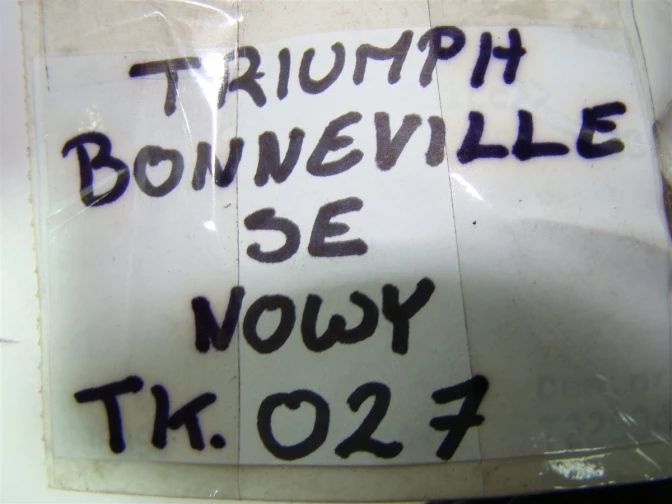 TRIUMPH
BONNEVILLE
SE
NOWY
TK. 027